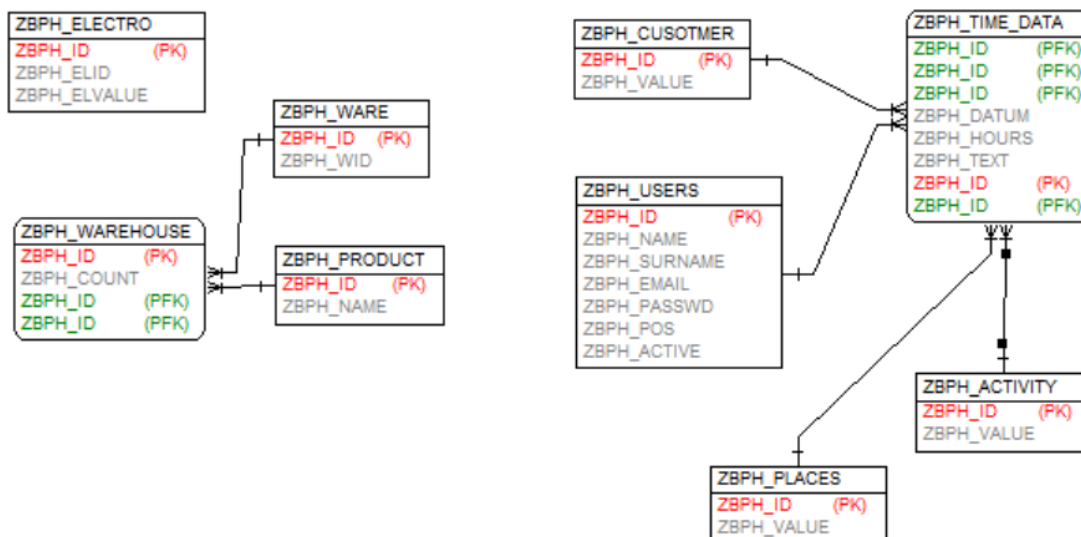 ZBPH_ELECTRO
ZBPH_ID (PK)
ZBPH_ELID
ZBPH_ELVALUE
ZBPH_WARE
ZBPH_ID (PK)
ZBPH_WID
ZBPH_WAREHOUSE
ZBPH_ID (PK)
ZBPH_COUNT
ZBPH_ID (PFK)
ZBPH_ID (PFK)
ZBPH_PRODUCT
ZBPH_ID (PK)
ZBPH_NAME
ZBPH_CUSOTMER
ZBPH_ID (PK)
ZBPH_VALUE
ZBPH_TIME_DATA
ZBPH_ID (PFK)
ZBPH_ID (PFK)
ZBPH_ID (PFK)
ZBPH_DATUM
ZBPH_HOURS
ZBPH_TEXT
ZBPH_ID (PK)
ZBPH_ID (PFK)
ZBPH_USERS
ZBPH_ID (PK)
ZBPH_NAME
ZBPH_SURNAME
ZBPH_EMAIL
ZBPH_PASSWD
ZBPH_POS
ZBPH_ACTIVE
ZBPH_ACTIVITY
ZBPH_ID (PK)
ZBPH_VALUE
ZBPH_PLACES
ZBPH_ID (PK)
ZBPH_VALUE